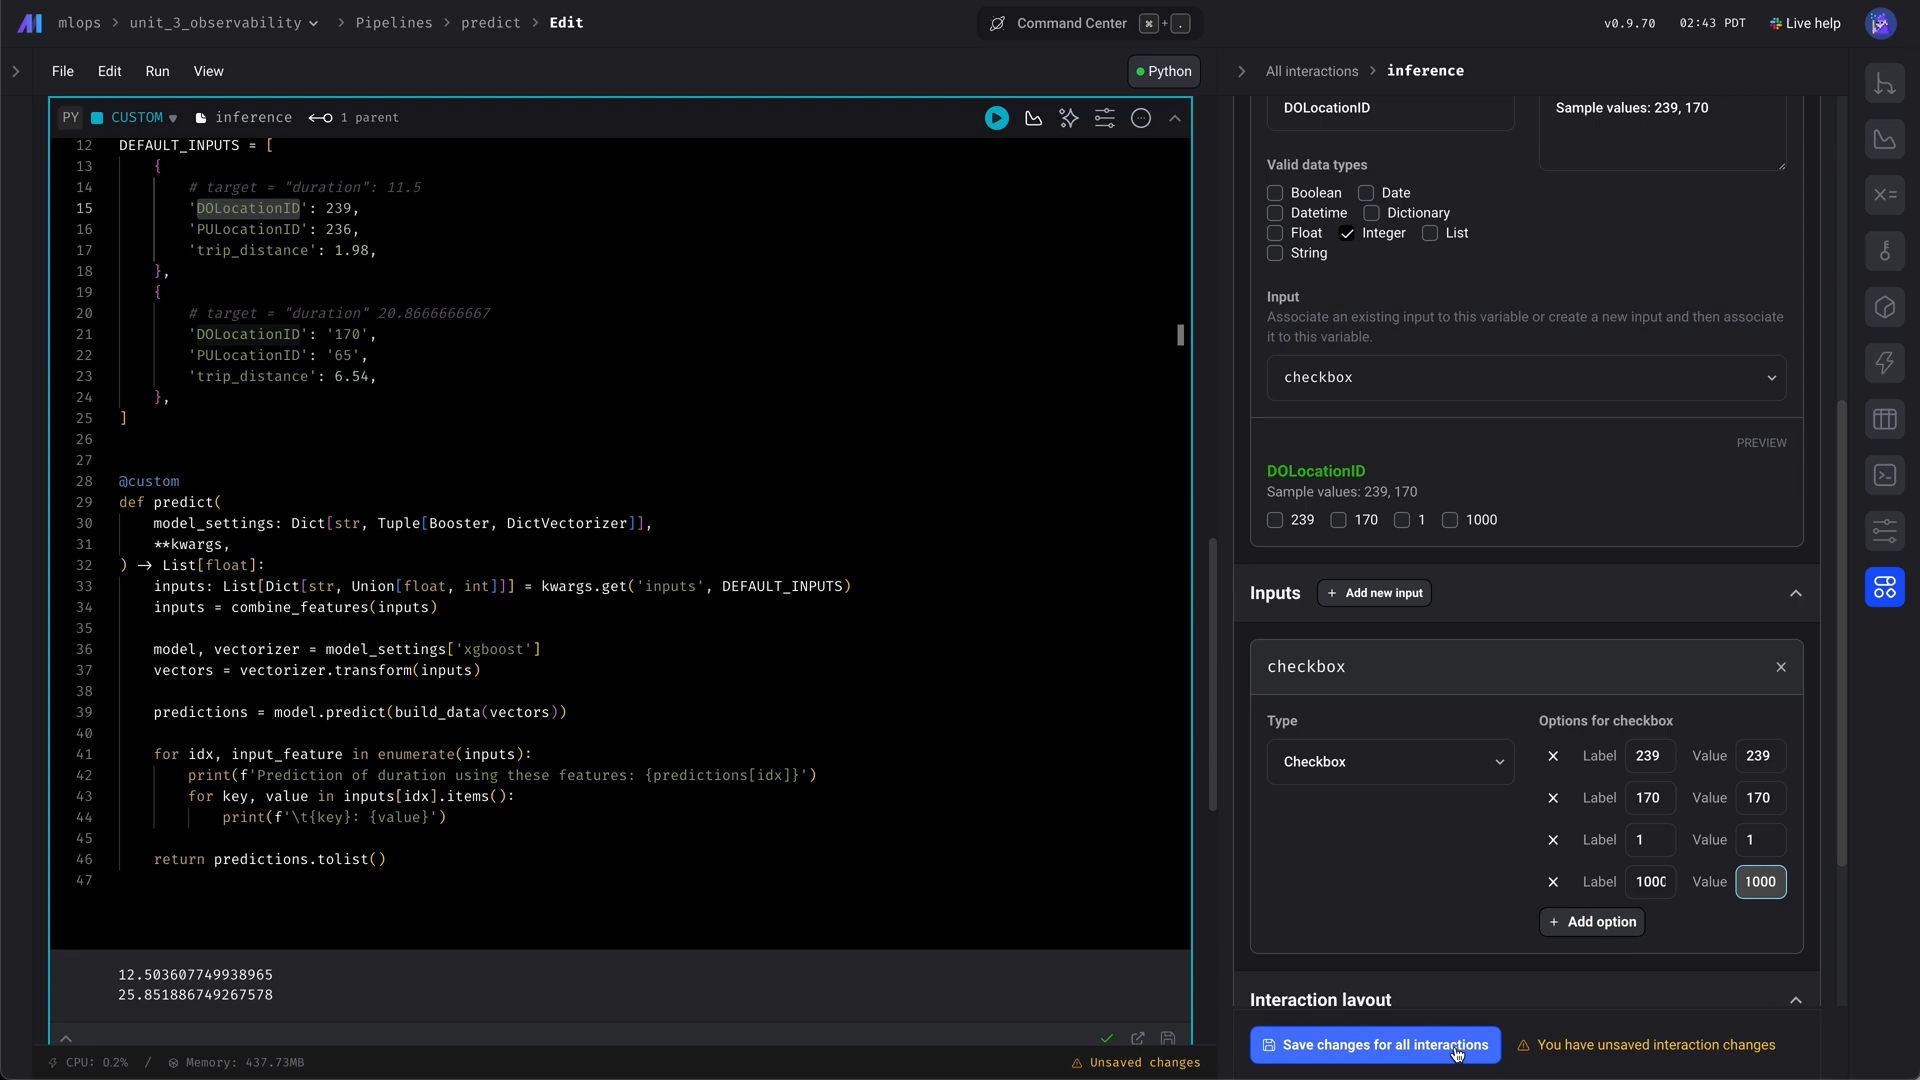 mlops > unit_3_observability > Pipelines > predict > Edit
Command Center ⌘ + .
v0.9.70 02:43 PDT Live help
File Edit Run View
Python
All interactions > inference
PY CUSTOM inference 1 parent
12 DEFAULT_INPUTS = [
13 {
14 # target = "duration": 11.5
15 'DOLocationID': 239,
16 'PULocationID': 236,
17 'trip_distance': 1.98,
18 },
19 {
20 # target = "duration" 20.8666666667
21 'DOLocationID': '170',
22 'PULocationID': '65',
23 'trip_distance': 6.54,
24 },
25 ]
26
27
28 @custom
29 def predict(
30 model_settings: Dict[str, Tuple[Booster, DictVectorizer]],
31 **kwargs,
32 ) → List[float]:
33 inputs: List[Dict[str, Union[float, int]]] = kwargs.get('inputs', DEFAULT_INPUTS)
34 inputs = combine_features(inputs)
35
36 model, vectorizer = model_settings['xgboost']
37 vectors = vectorizer.transform(inputs)
38
39 predictions = model.predict(build_data(vectors))
40
41 for idx, input_feature in enumerate(inputs):
42 print(f'Prediction of duration using these features: {predictions[idx]}')
43 for key, value in inputs[idx].items():
44 print(f'\t{key}: {value}')
45
46 return predictions.tolist()
47
12.503607749938965
25.851886749267578
CPU: 0.2% / Memory: 437.73MB
Unsaved changes
DOLocationID
Sample values: 239, 170
Valid data types
Boolean Date
Datetime Dictionary
Float Integer List
String
Input
Associate an existing input to this variable or create a new input and then associate
it to this variable.
checkbox
PREVIEW
DOLocationID
Sample values: 239, 170
239 170 1 1000
Inputs + Add new input
checkbox
Type
Checkbox
Options for checkbox
Label 239 Value 239
Label 170 Value 170
Label 1 Value 1
Label 1000 Value 1000
+ Add option
Interaction layout
Save changes for all interactions
You have unsaved interaction changes